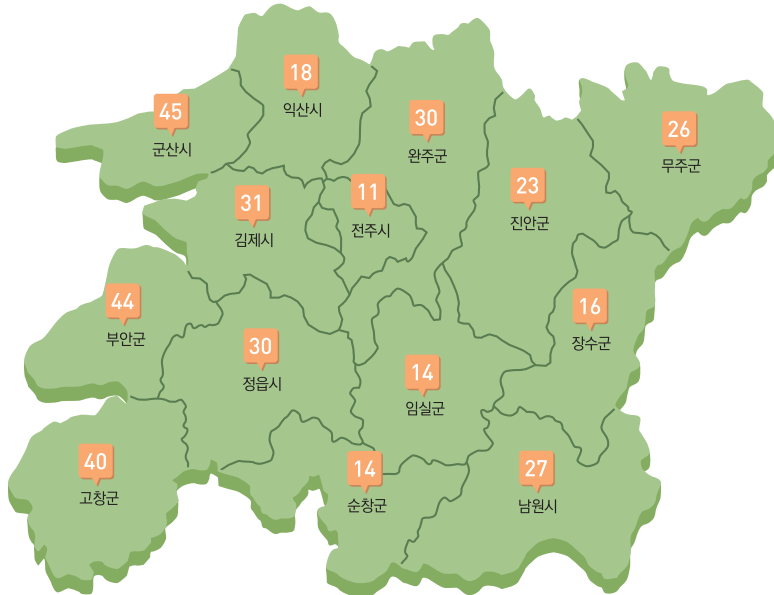 18
익산시
45
군산시
30
완주군
26
무주군
31
김제시
11
전주시
23
진안군
44
부안군
30
정읍시
16
장수군
14
임실군
40
고창군
14
순창군
27
남원시